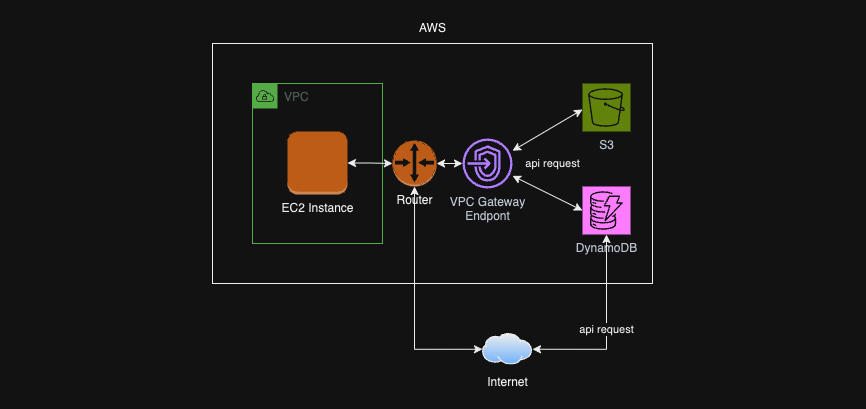 AWS
VPC
EC2 Instance
Router
VPC Gateway
Endpont
api request
S3
DynamoDB
api request
Internet